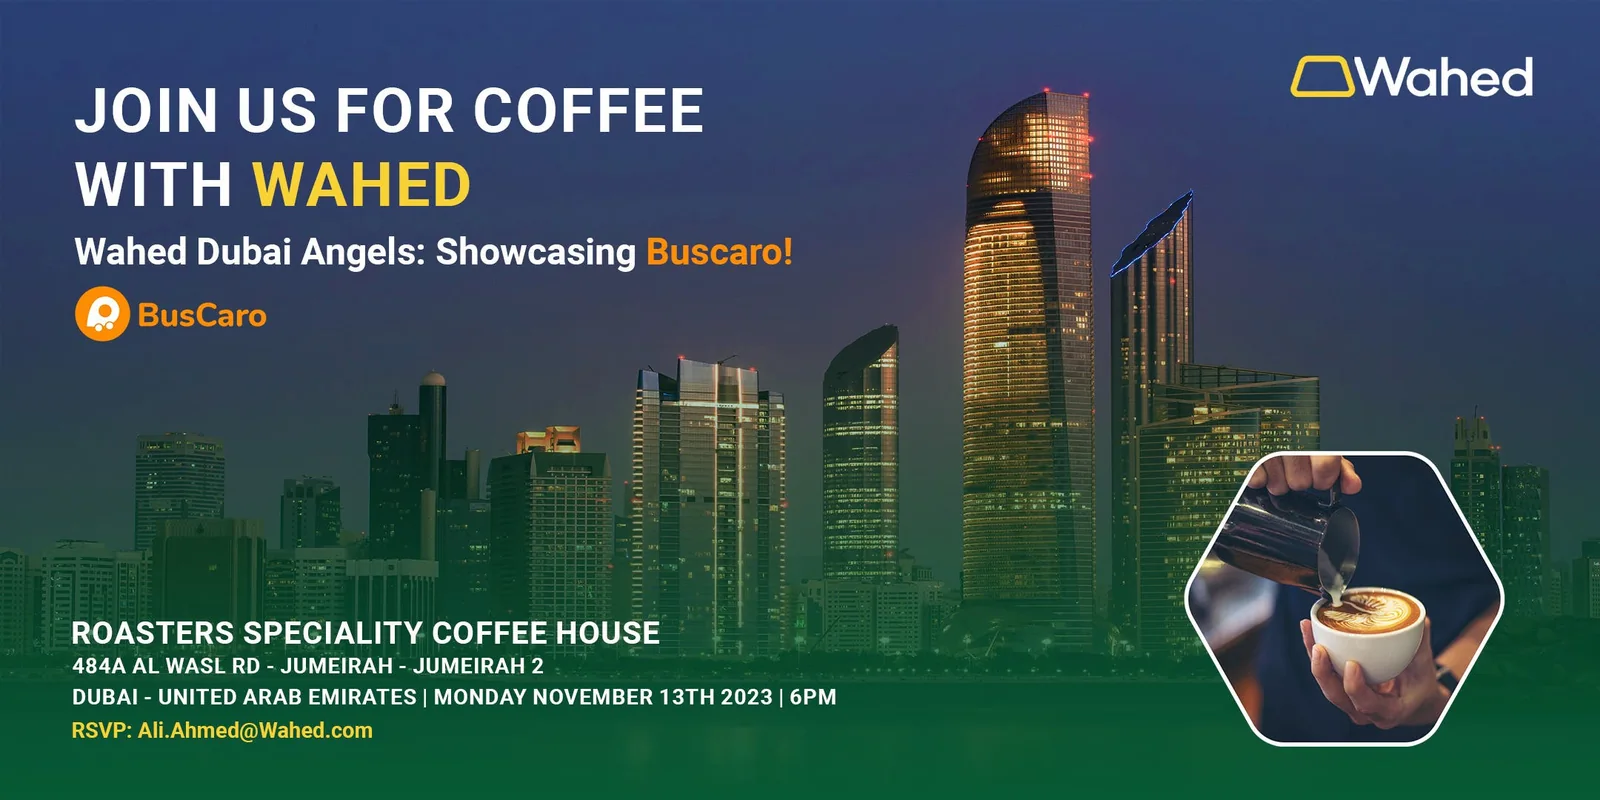 JOIN US FOR COFFEE
WITH WAHED
Wahed
Wahed Dubai Angels: Showcasing Buscaro!
BusCaro
ROASTERS SPECIALITY COFFEE HOUSE
484A AL WASL RD - JUMEIRAH - JUMEIRAH 2
DUBAI - UNITED ARAB EMIRATES | MONDAY NOVEMBER 13TH 2023 | 6PM
RSVP: Ali.Ahmed@Wahed.com